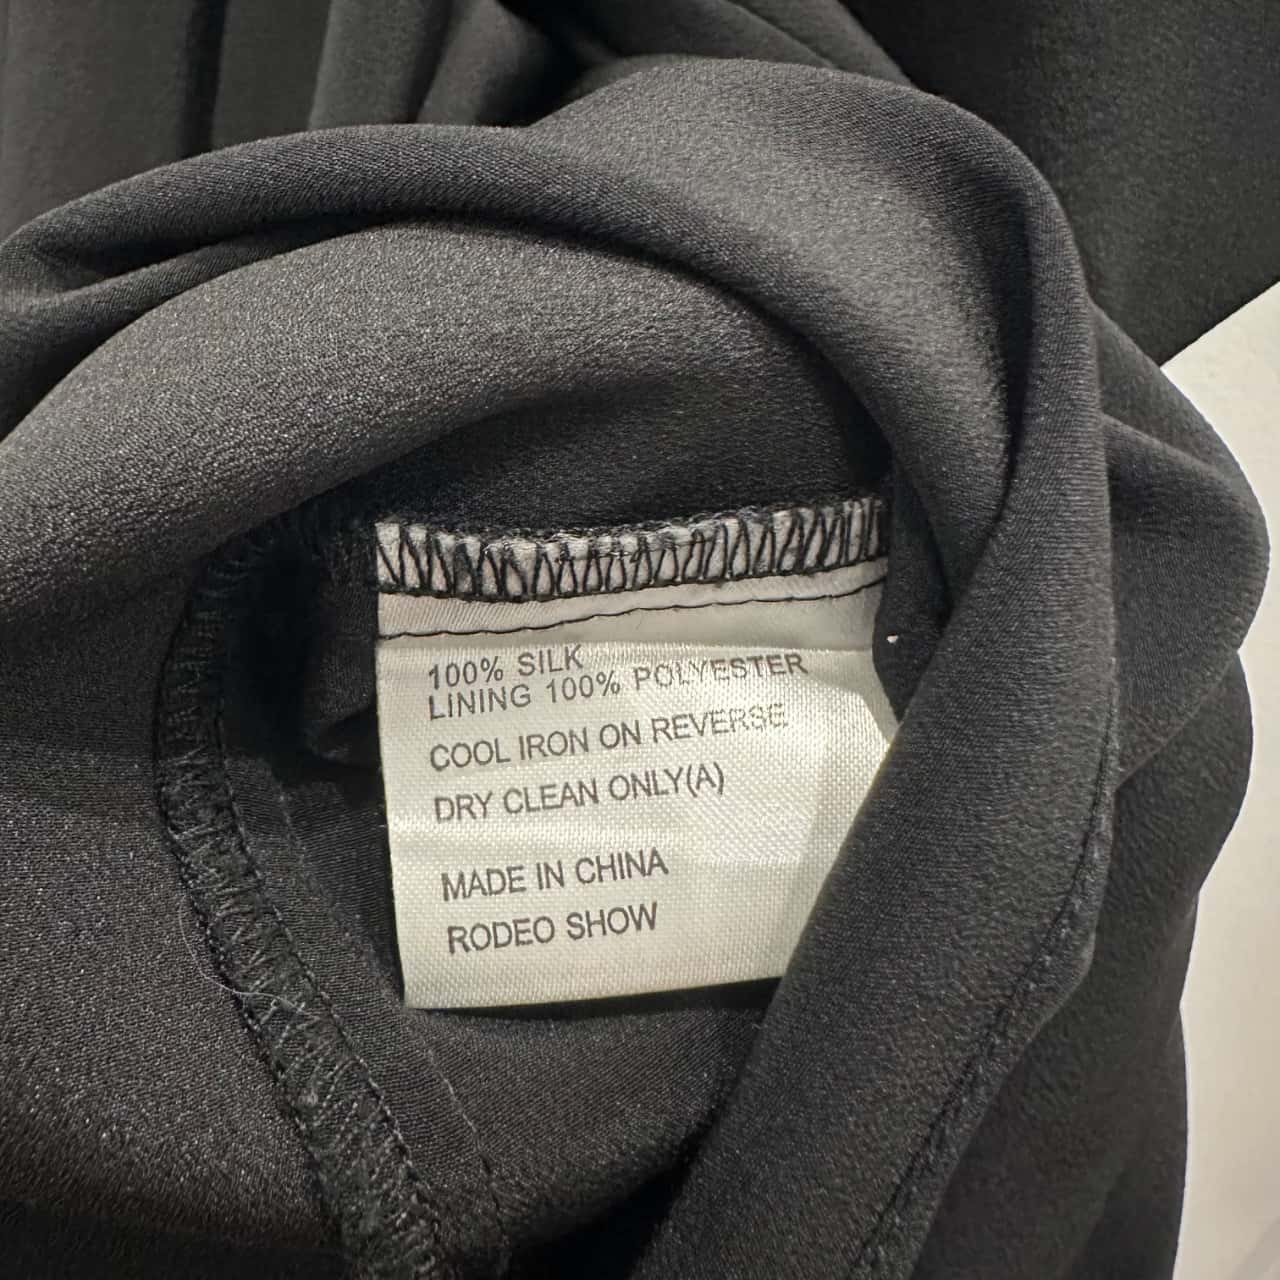 100% SILK
LINING 100% POLYESTER
COOL IRON ON REVERSE
DRY CLEAN ONLY(A)
MADE IN CHINA
RODEO SHOW